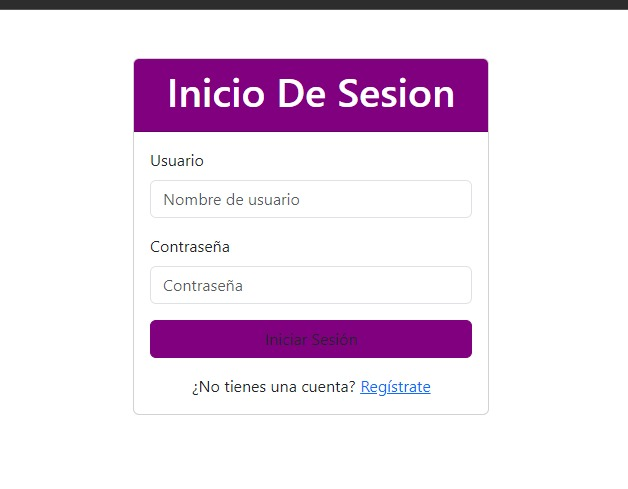 Inicio De Sesion
Usuario
Nombre de usuario
Contraseña
Contraseña
Iniciar Sesión
¿No tienes una cuenta? Regístrate